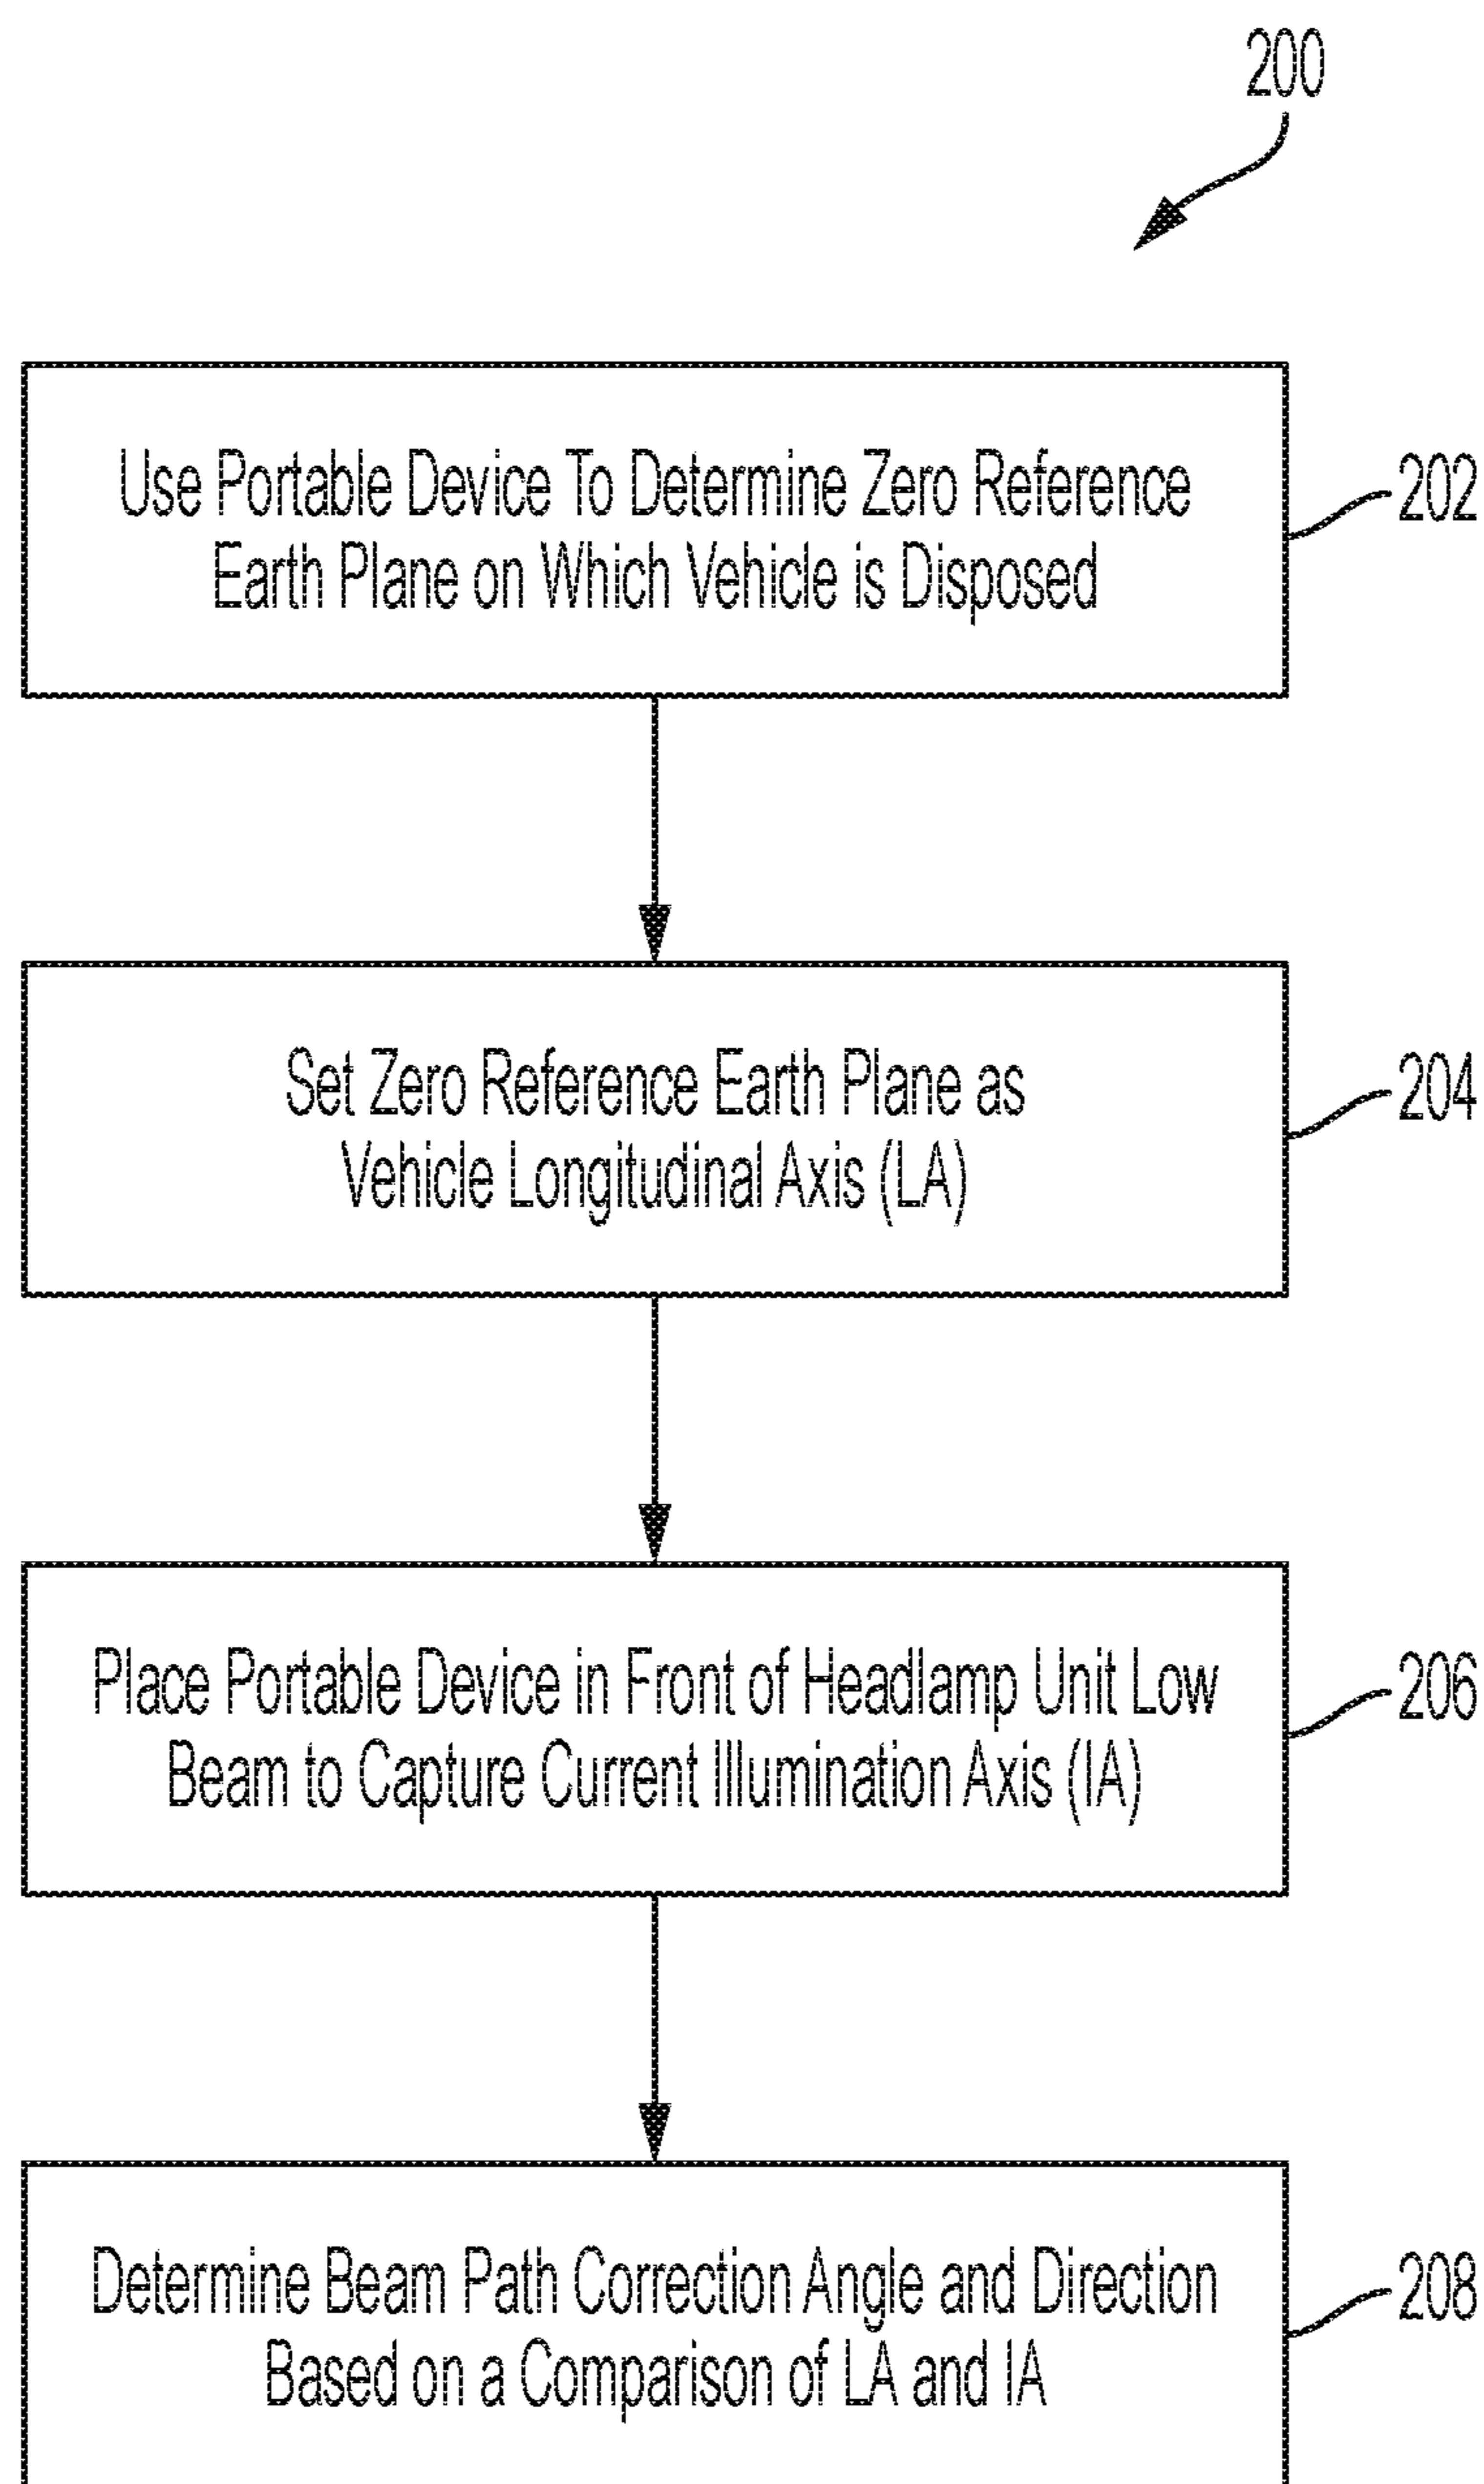 200
Use Portable Device To Determine Zero Reference
Earth Plane on Which Vehicle is Disposed
202
Set Zero Reference Earth Plane as
Vehicle Longitudinal Axis (LA)
204
Place Portable Device in Front of Headlamp Unit Low
Beam to Capture Current Illumination Axis (IA)
206
Determine Beam Path Correction Angle and Direction
Based on a Comparison of LA and IA
208